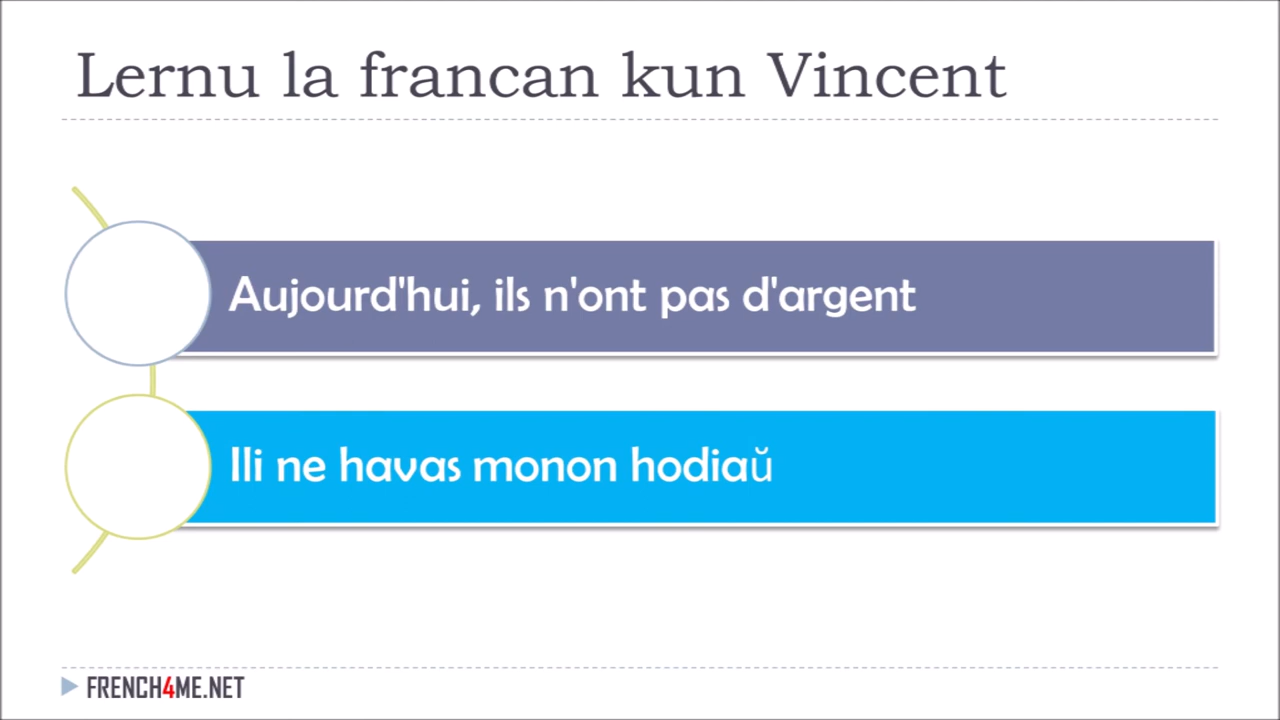 Lernu la francan kun Vincent
Aujourd'hui, ils n'ont pas d'argent
Ili ne havas monon hodiaŭ
FRENCH4ME.NET